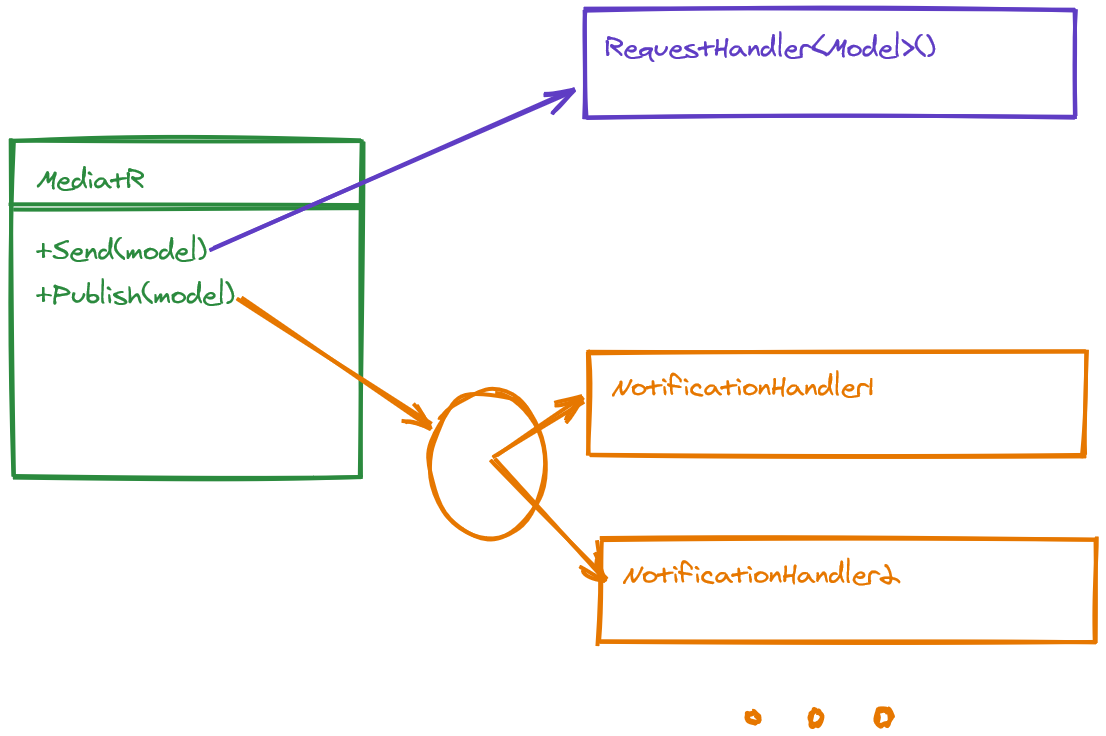 RequestHandler<Model>()
MediatR
+Send(model)
+Publish(model)
NotificationHandler1
NotificationHandler2